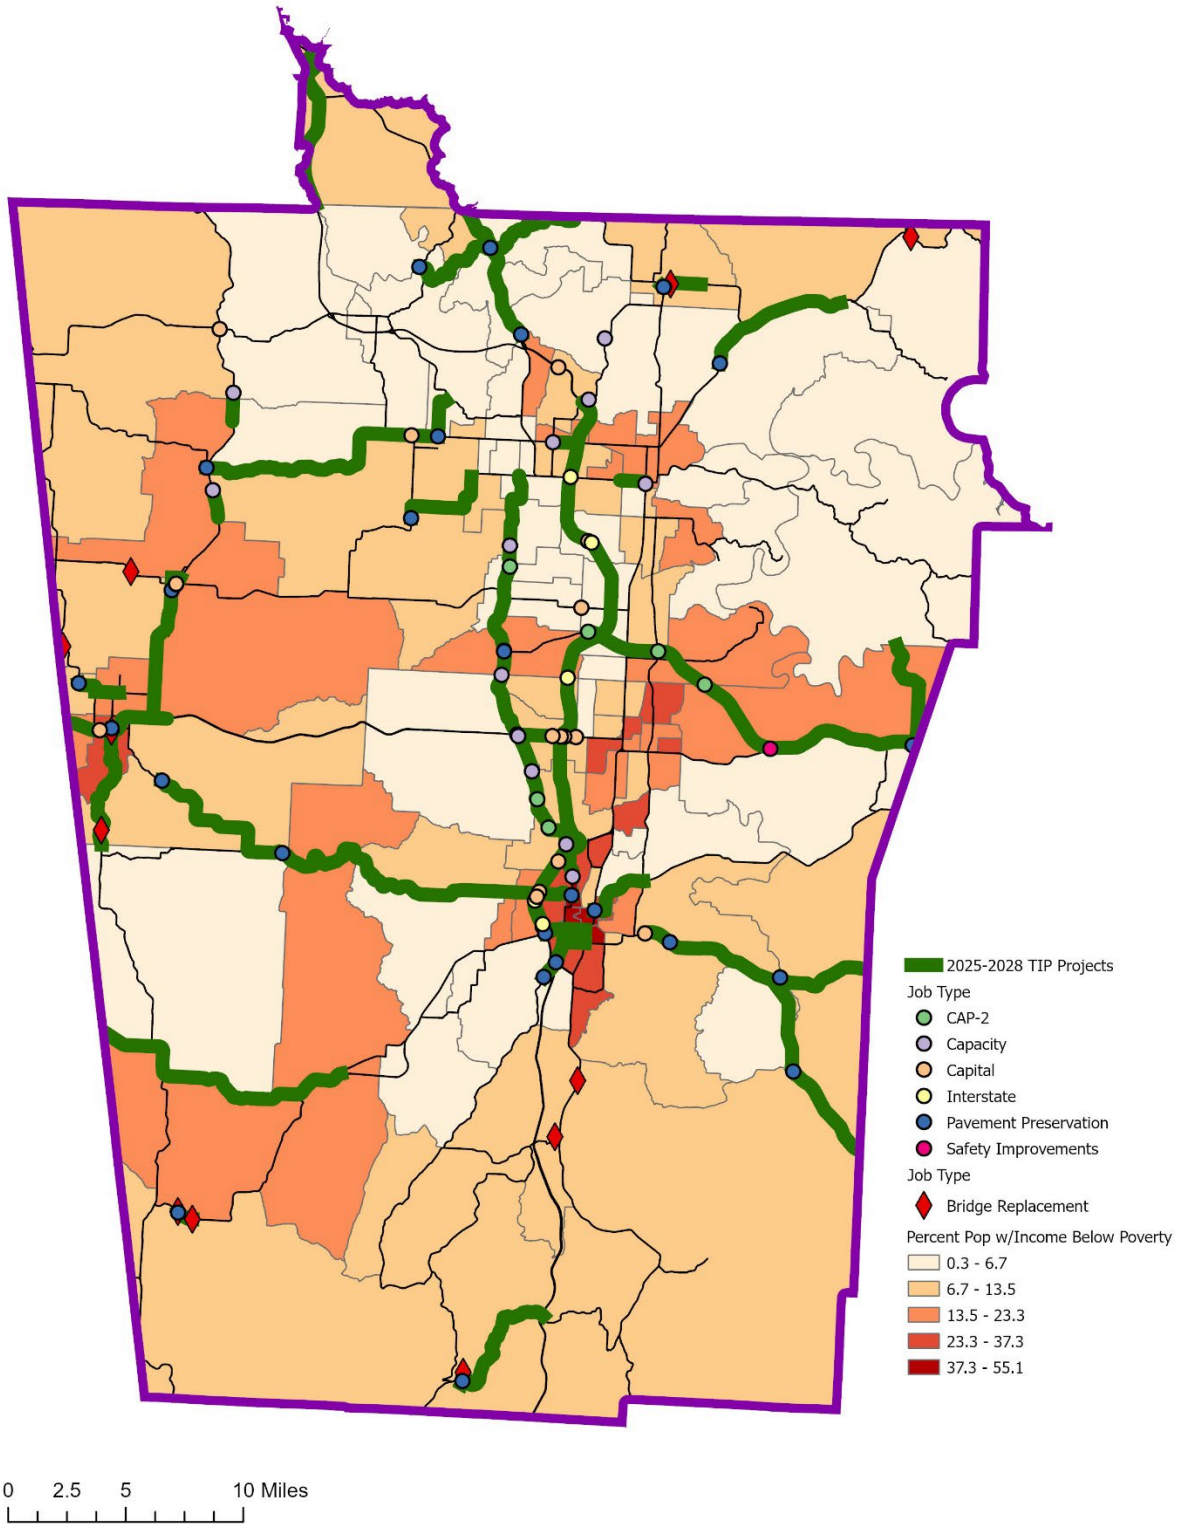 2025-2028 TIP Projects
Job Type
CAP-2
Capacity
Capital
Interstate
Pavement Preservation
Safety Improvements
Job Type
Bridge Replacement
Percent Pop w/Income Below Poverty
0.3 - 6.7
6.7 - 13.5
13.5 - 23.3
23.3 - 37.3
37.3 - 55.1
0 2.5 5 10 Miles